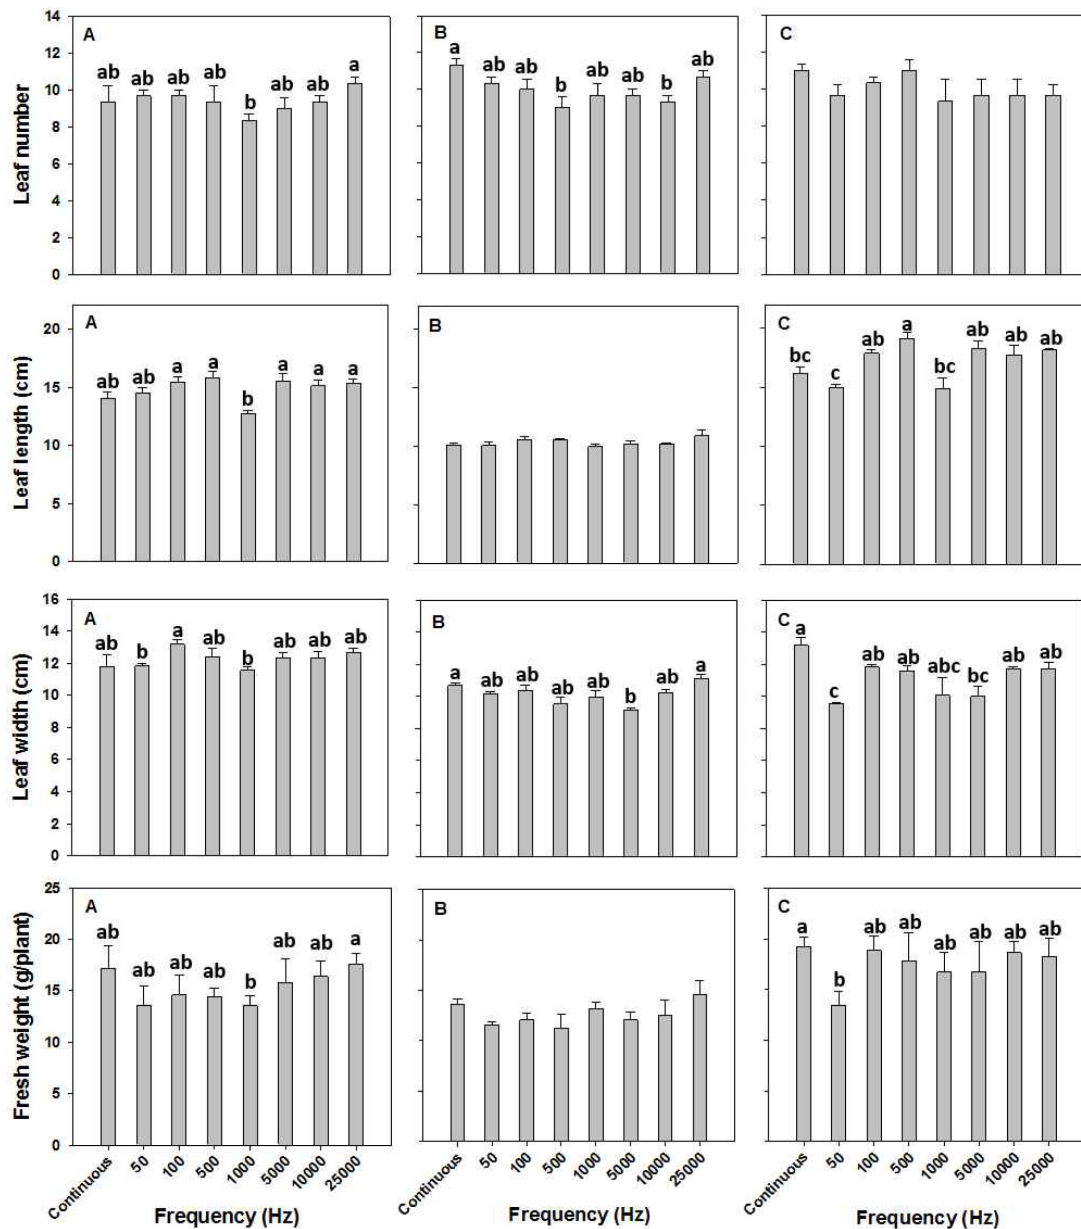 Leaf number
14
12
10
8
6
4
2
0
A
ab ab ab ab b ab ab a
B
a ab ab b ab ab b ab
C
Leaf length (cm)
20
15
10
5
0
A
ab ab a a b a a a
B
C
bc c ab a bc ab ab ab
Leaf width (cm)
16
14
12
10
8
6
4
2
0
A
ab b a ab b ab ab ab
B
a ab ab ab ab b ab a
C
a c ab ab abc bc ab ab
Fresh weight (g/plant)
25
20
15
10
5
0
A
ab ab ab ab b ab ab a
B
C
a b ab ab ab ab ab ab
Continuous 50 100 500 1000 5000 10000 25000
Continuous 50 100 500 1000 5000 10000 25000
Continuous 50 100 500 1000 5000 10000 25000
Frequency (Hz)
Frequency (Hz)
Frequency (Hz)